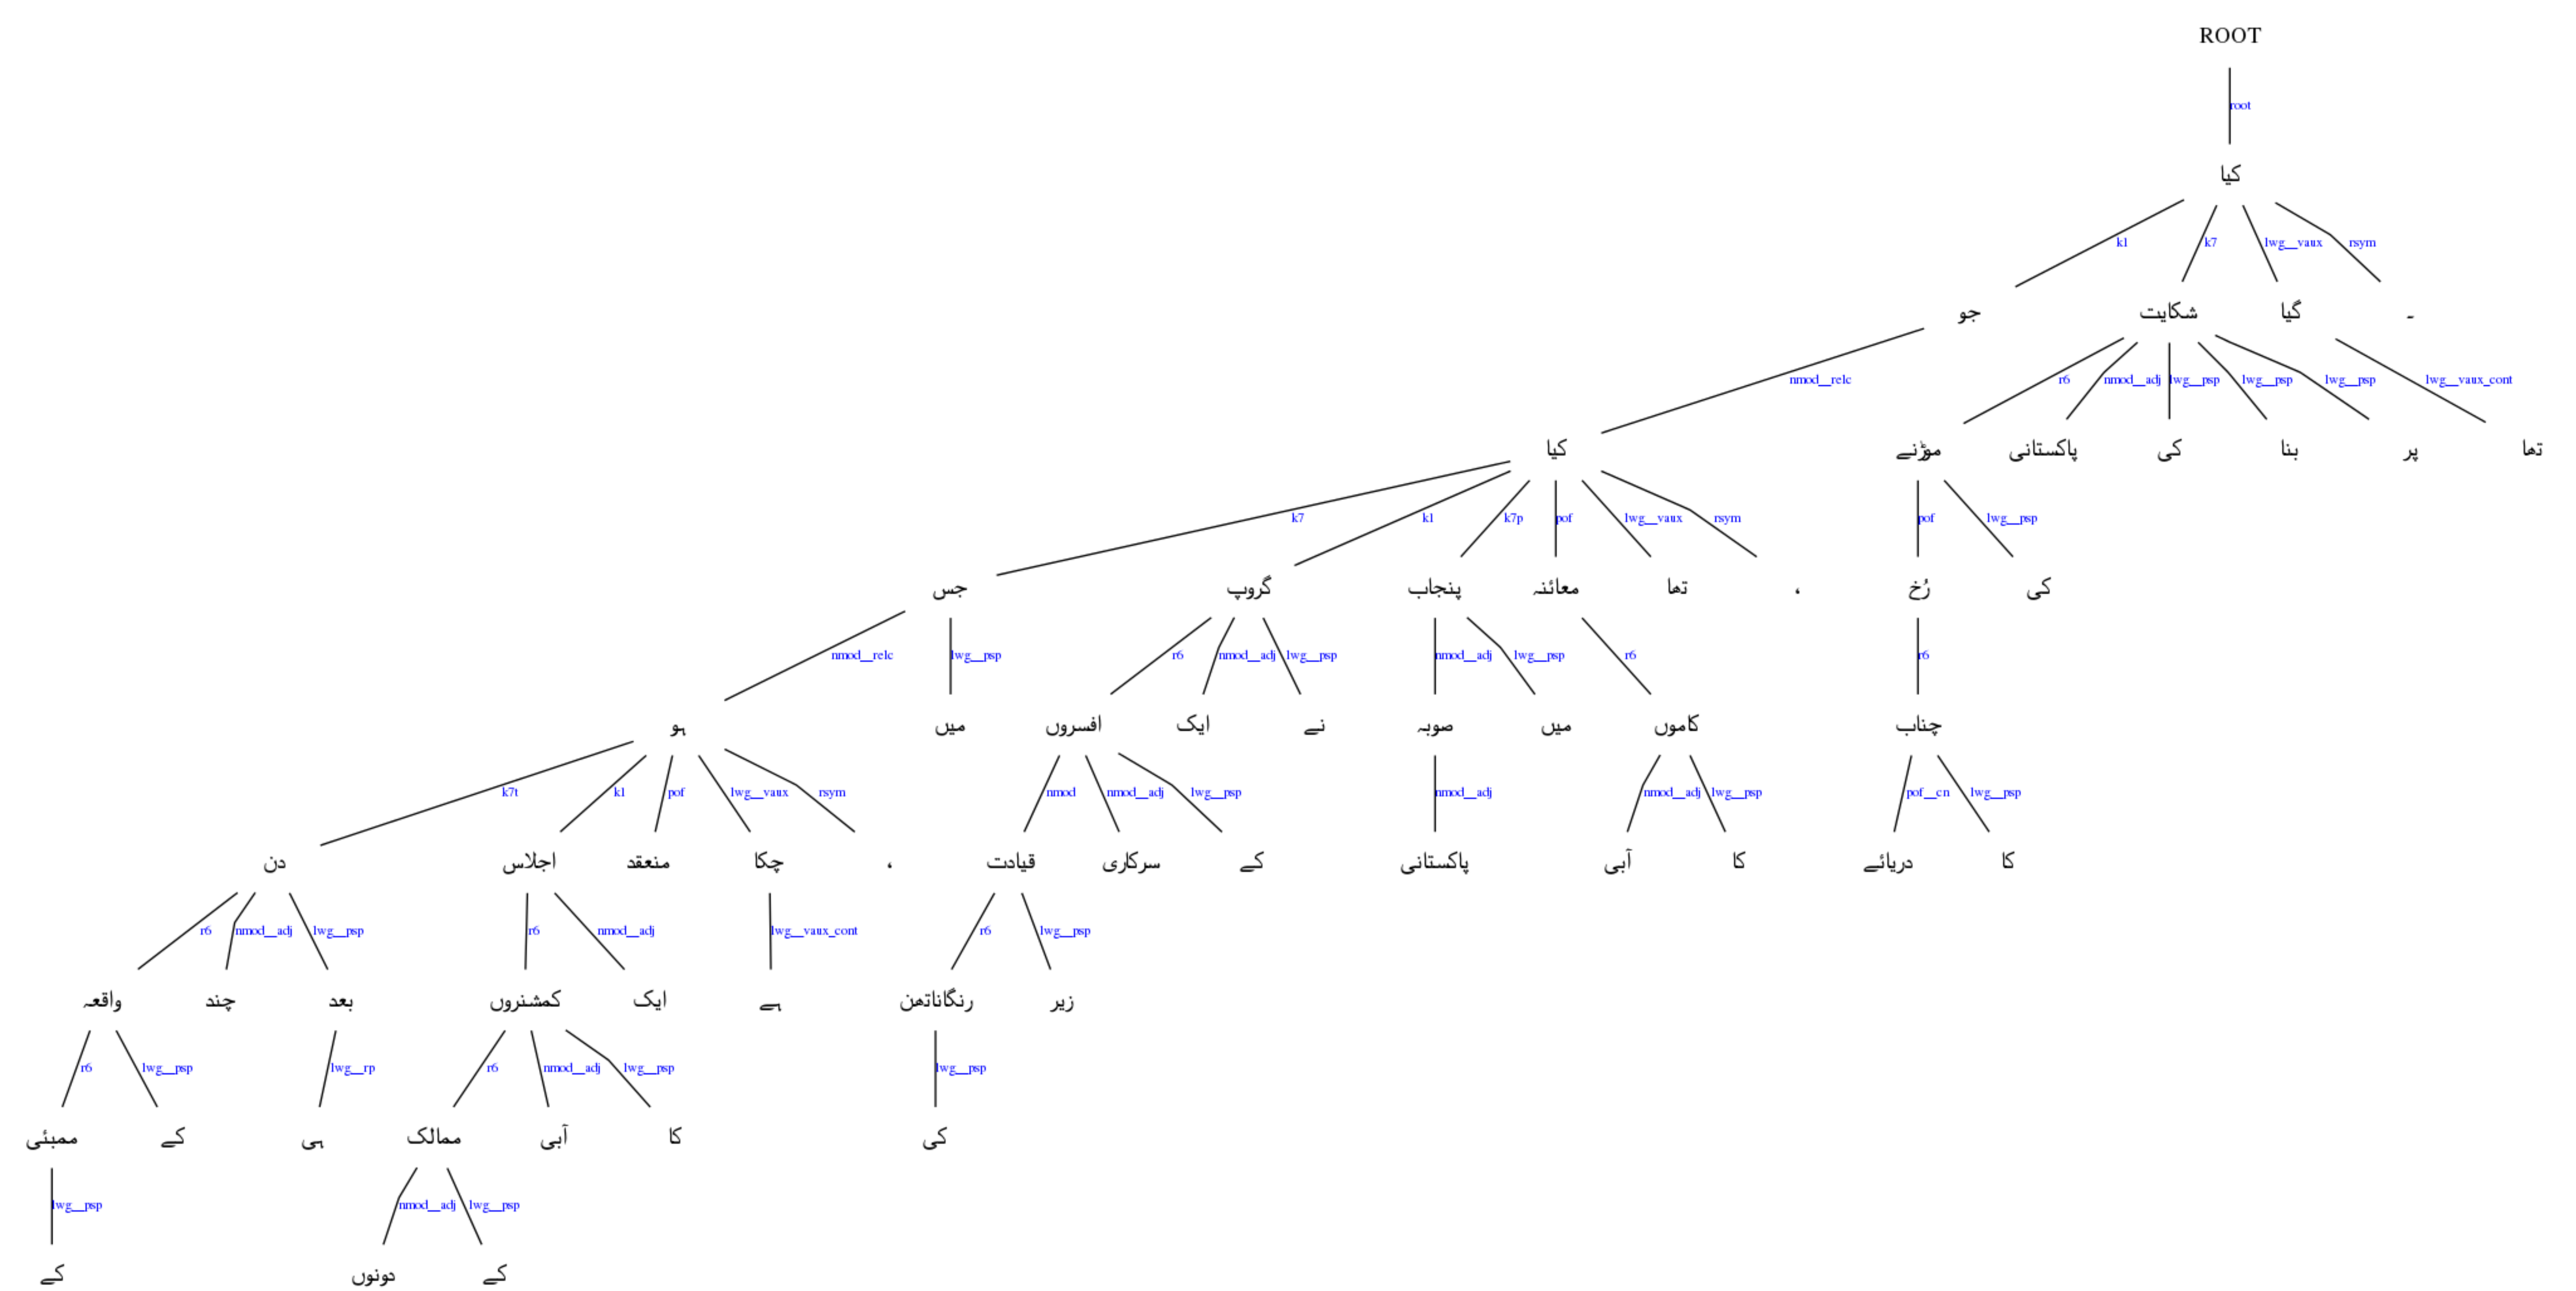 ROOT
root
کیا
k1 k7 lwg__vaux rsym
جو شکایت گیا ۔
nmod__relc r6 nmod__adj lwg__psp lwg__psp lwg__psp lwg__vaux_cont
کیا موڑنے پاکستانی کی بنا پر تھا
k7 k1 k7p pof lwg__vaux rsym pof lwg__psp
جس گروپ پنجاب معائنہ تھا ، رُخ کی
nmod__relc lwg__psp r6 nmod__adj lwg__psp nmod__adj lwg__psp r6 r6
ہو میں افسروں ایک نے صوبہ میں کاموں چناب
k7t k1 pof lwg__vaux rsym nmod nmod__adj lwg__psp nmod__adj nmod__adj lwg__psp pof__cn lwg__psp
دن اجلاس منعقد چکا ، قیادت سرکاری کے پاکستانی آبی کا دریائے کا
r6 nmod__adj lwg__psp r6 nmod__adj lwg__vaux_cont r6 lwg__psp
واقعہ چند بعد کمشنروں ایک ہے رنگاناتھن زیر
r6 lwg__psp lwg__rp r6 nmod__adj lwg__psp lwg__psp
ممبئی کے ہی ممالک آبی کا کی
lwg__psp nmod__adj lwg__psp
کے دونوں کے